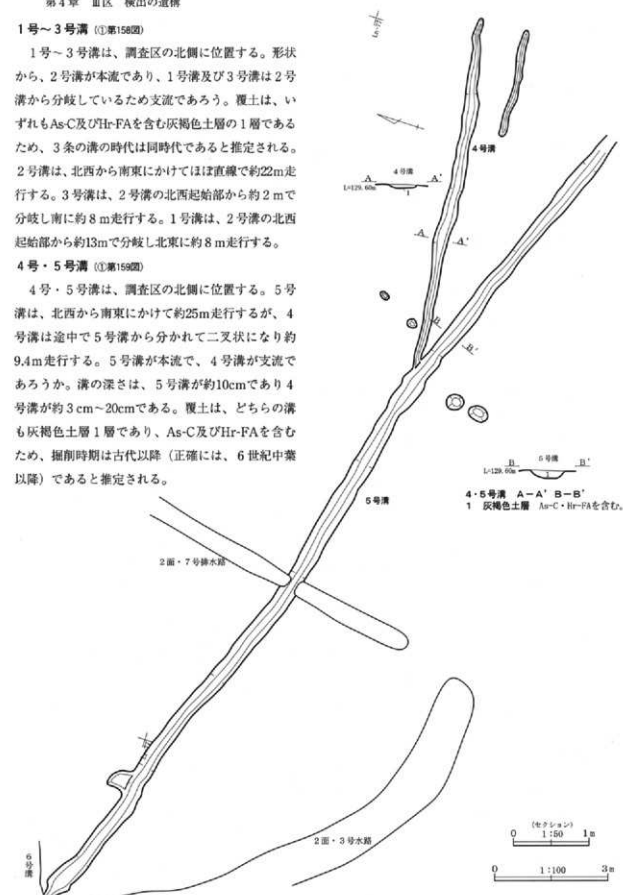 第4章 Ⅲ区 検出の遺構
1号～3号溝（①第158図）
　1号～3号溝は、調査区の北側に位置する。形状
から、2号溝が本流であり、1号溝及び3号溝は2号
溝から分岐しているため支流であろう。覆土は、い
ずれもAs-C及びHr-FAを含む灰褐色土層の1層である
ため、3条の溝の時代は同時代であると推定される。
2号溝は、北西から南東にかけてほぼ直線で約22m走
行する。3号溝は、2号溝の北西起始部から約2mで
分岐し南に約8m走行する。1号溝は、2号溝の北西
起始部から約13mで分岐し北東に約8m走行する。
4号・5号溝（①第159図）
　4号・5号溝は、調査区の北側に位置する。5号
溝は、北西から南東にかけて約25m走行するが、4
号溝は途中で5号溝から分かれて二叉状になり約
9.4m走行する。5号溝が本流で、4号溝が支流で
あろうか。溝の深さは、5号溝が約10cmであり4
号溝が約3cm～20cmである。覆土は、どちらの溝
も灰褐色土層1層であり、As-C及びHr-FAを含む
ため、掘削時期は古代以降（正確には、6世紀中葉
以降）であると推定される。
4号溝
A 4号溝 A'
L=129.60m
1
A A'
B B'
B 5号溝 B'
L=129.60m
1
4・5号溝 A－A' B－B'
1 灰褐色土層 As-C・Hr-FAを含む。
5号溝
2面・7号排水路
2面・3号水路
6号溝
(セクション)
0 1:50 1m
0 1:100 3m